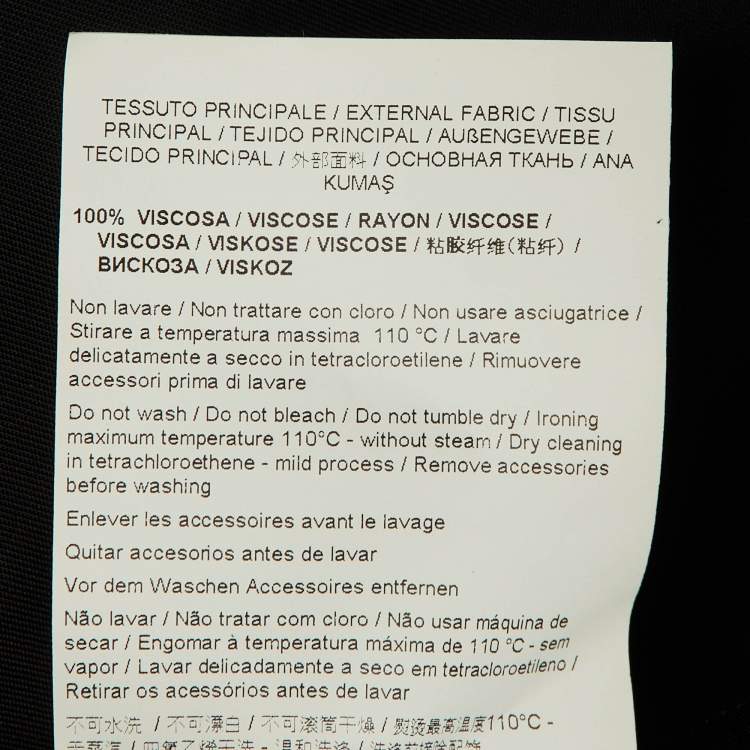 TESSUTO PRINCIPALE / EXTERNAL FABRIC / TISSU
PRINCIPAL / TEJIDO PRINCIPAL / AUßENGEWEBE /
TECIDO PRINCIPAL / 外部面料 / ОСНОВНАЯ ТКАНЬ / ANA
KUMAŞ
100% VISCOSA / VISCOSE / RAYON / VISCOSE /
VISCOSA / VISKOSE / VISCOSE / 粘胶纤维(粘纤) /
ВИСКОЗА / VISKOZ
Non lavare / Non trattare con cloro / Non usare asciugatrice /
Stirare a temperatura massima 110 °C / Lavare
delicatamente a secco in tetracloroetilene / Rimuovere
accessori prima di lavare
Do not wash / Do not bleach / Do not tumble dry / Ironing
maximum temperature 110°C - without steam / Dry cleaning
in tetrachloroethene - mild process / Remove accessories
before washing
Enlever les accessoires avant le lavage
Quitar accesorios antes de lavar
Vor dem Waschen Accessoires entfernen
Não lavar / Não tratar com cloro / Não usar máquina de
secar / Engomar à temperatura máxima de 110 °C - sem
vapor / Lavar delicadamente a seco em tetracloroetileno /
Retirar os acessórios antes de lavar
不可水洗 / 不可漂白 / 不可滚筒干燥 / 熨烫最高温度110°C -